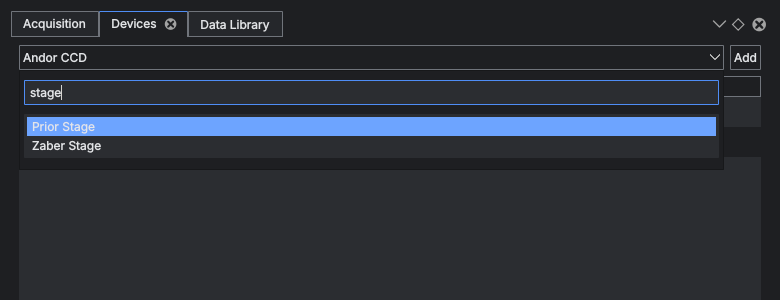 Acquisition
Devices
Data Library
Andor CCD
Add
stage
Prior Stage
Zaber Stage